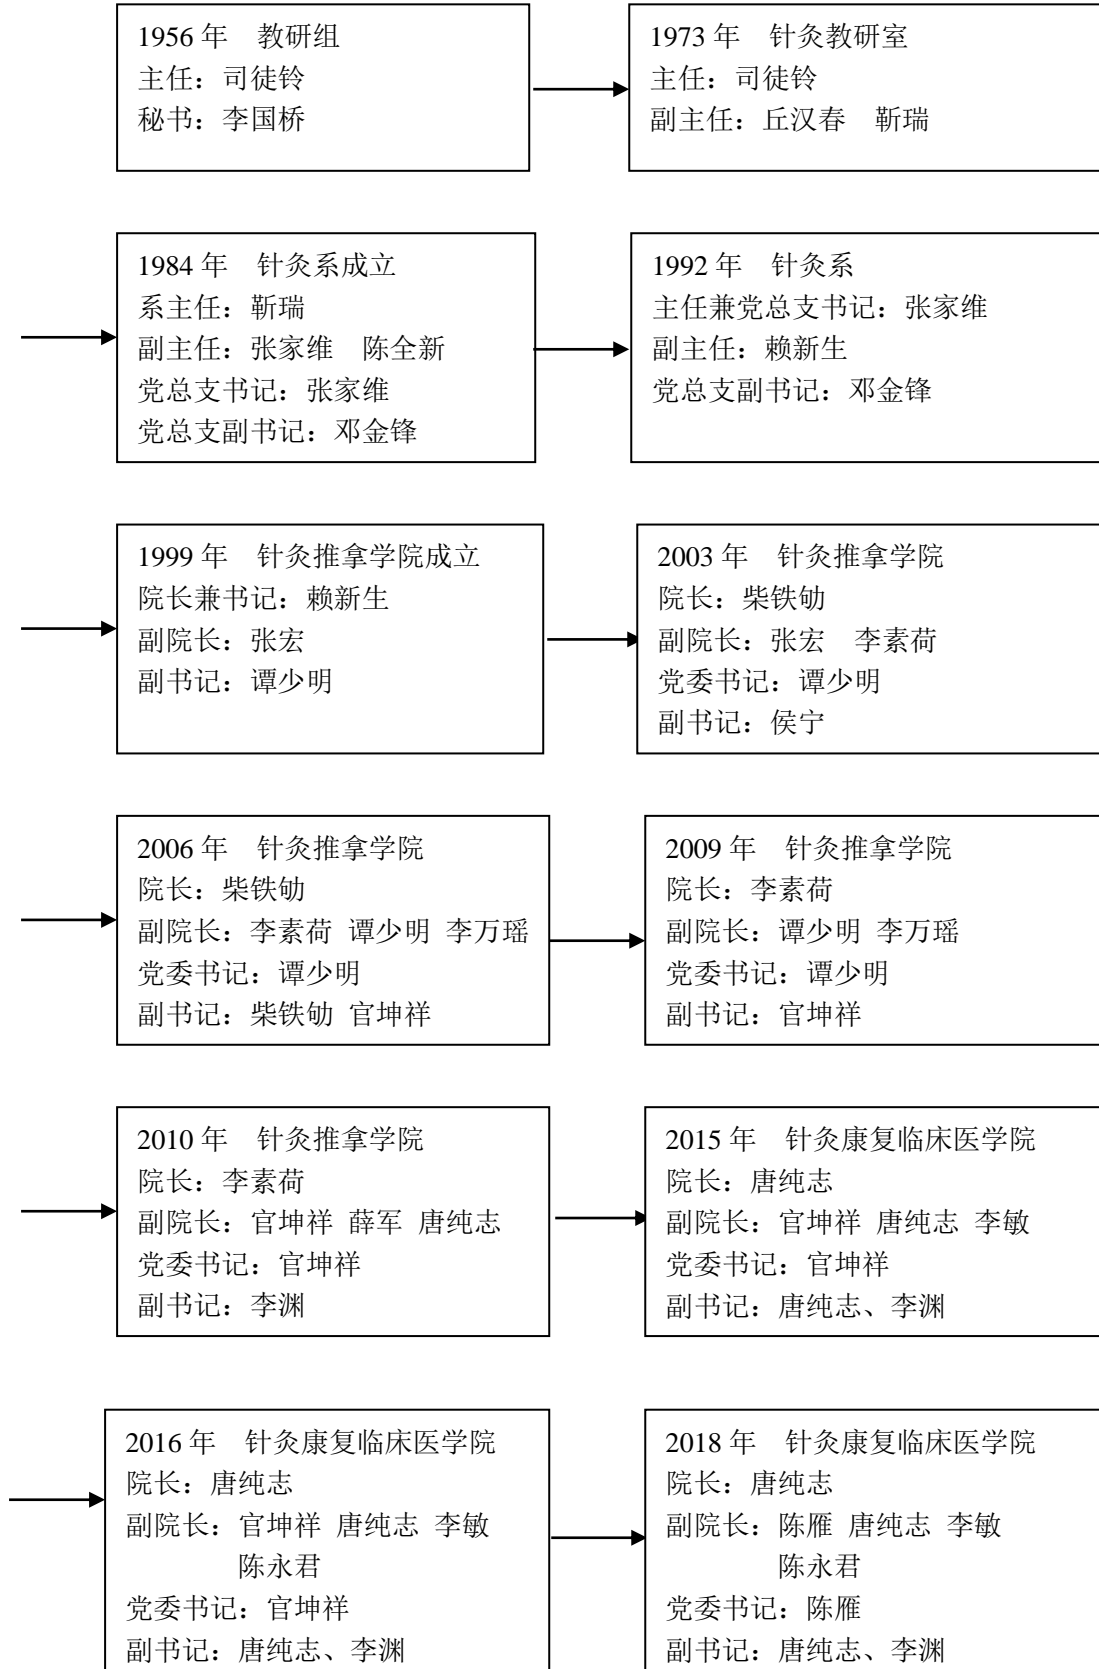 1956 年 教研组
主任：司徒铃
秘书：李国桥
1973 年 针灸教研室
主任：司徒铃
副主任：丘汉春 靳瑞
1984 年 针灸系成立
系主任：靳瑞
副主任：张家维 陈全新
党总支书记：张家维
党总支副书记：邓金锋
1992 年 针灸系
主任兼党总支书记：张家维
副主任：赖新生
党总支副书记：邓金锋
1999 年 针灸推拿学院成立
院长兼书记：赖新生
副院长：张宏
副书记：谭少明
2003 年 针灸推拿学院
院长：柴铁劬
副院长：张宏 李素荷
党委书记：谭少明
副书记：侯宁
2006 年 针灸推拿学院
院长：柴铁劬
副院长：李素荷 谭少明 李万瑶
党委书记：谭少明
副书记：柴铁劬 官坤祥
2009 年 针灸推拿学院
院长：李素荷
副院长：谭少明 李万瑶
党委书记：谭少明
副书记：官坤祥
2010 年 针灸推拿学院
院长：李素荷
副院长：官坤祥 薛军 唐纯志
党委书记：官坤祥
副书记：李渊
2015 年 针灸康复临床医学院
院长：唐纯志
副院长：官坤祥 唐纯志 李敏
党委书记：官坤祥
副书记：唐纯志、李渊
2016 年 针灸康复临床医学院
院长：唐纯志
副院长：官坤祥 唐纯志 李敏
陈永君
党委书记：官坤祥
副书记：唐纯志、李渊
2018 年 针灸康复临床医学院
院长：唐纯志
副院长：陈雁 唐纯志 李敏
陈永君
党委书记：陈雁
副书记：唐纯志、李渊